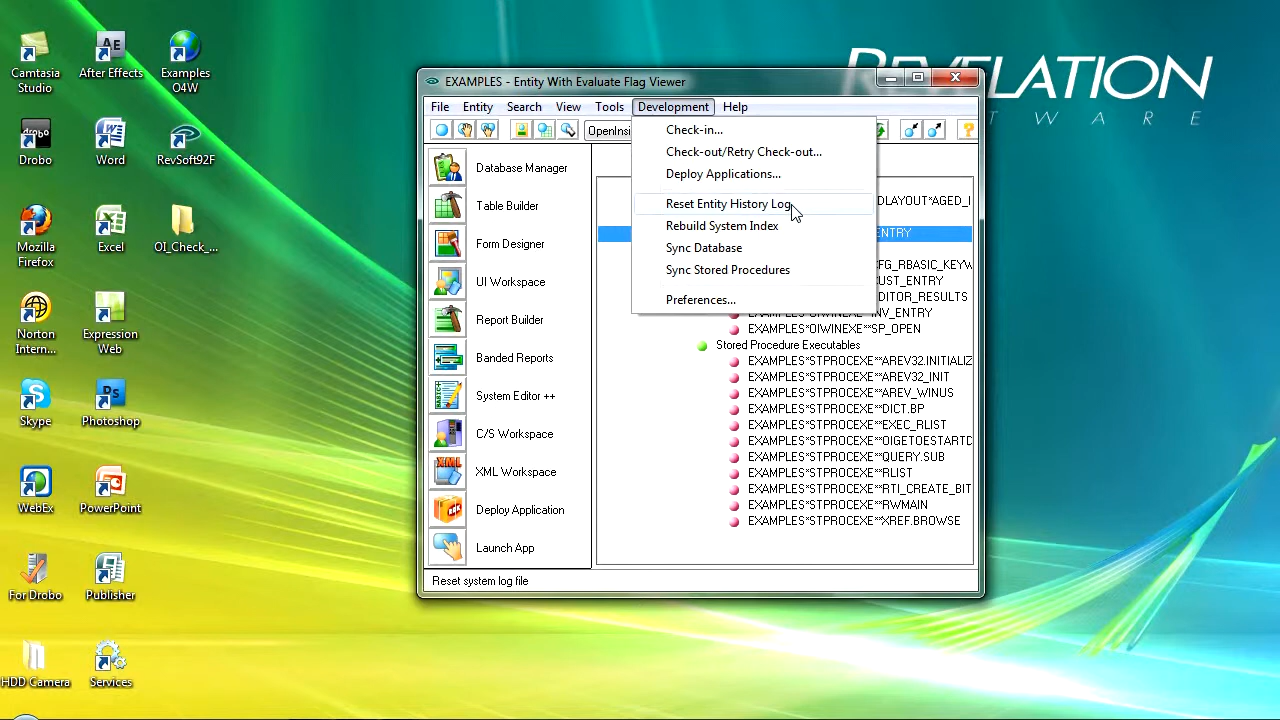 Camtasia Studio
After Effects
Examples O4W
Drobo
Word
RevSoft92F
Mozilla Firefox
Excel
OI_Check_...
Norton Intern...
Expression Web
Skype
Photoshop
WebEx
PowerPoint
For Drobo
Publisher
HDD Camera
Services
REVELATION
T W A R E
EXAMPLES - Entity With Evaluate Flag Viewer
File Entity Search View Tools Development Help
OpenInsi
Check-in...
Check-out/Retry Check-out...
Deploy Applications...
Reset Entity History Log
Rebuild System Index
Sync Database
Sync Stored Procedures
Preferences...
Database Manager
Table Builder
Form Designer
UI Workspace
Report Builder
Banded Reports
System Editor ++
C/S Workspace
XML Workspace
Deploy Application
Launch App
DLAYOUT*AGED_I
ENTRY
FG_RBASIC_KEYW
UST_ENTRY
DITOR_RESULTS
EXAMPLES*OIWINEXE**INV_ENTRY
EXAMPLES*OIWINEXE**SP_OPEN
Stored Procedure Executables
EXAMPLES*STPROCEXE**AREV32.INITIALIZ
EXAMPLES*STPROCEXE**AREV32_INIT
EXAMPLES*STPROCEXE**AREV_WINUS
EXAMPLES*STPROCEXE**DICT.BP
EXAMPLES*STPROCEXE**EXEC_RLIST
EXAMPLES*STPROCEXE**OIGETOESTARTD
EXAMPLES*STPROCEXE**QUERY.SUB
EXAMPLES*STPROCEXE**RLIST
EXAMPLES*STPROCEXE**RTI_CREATE_BIT
EXAMPLES*STPROCEXE**RWMAIN
EXAMPLES*STPROCEXE**XREF.BROWSE
Reset system log file